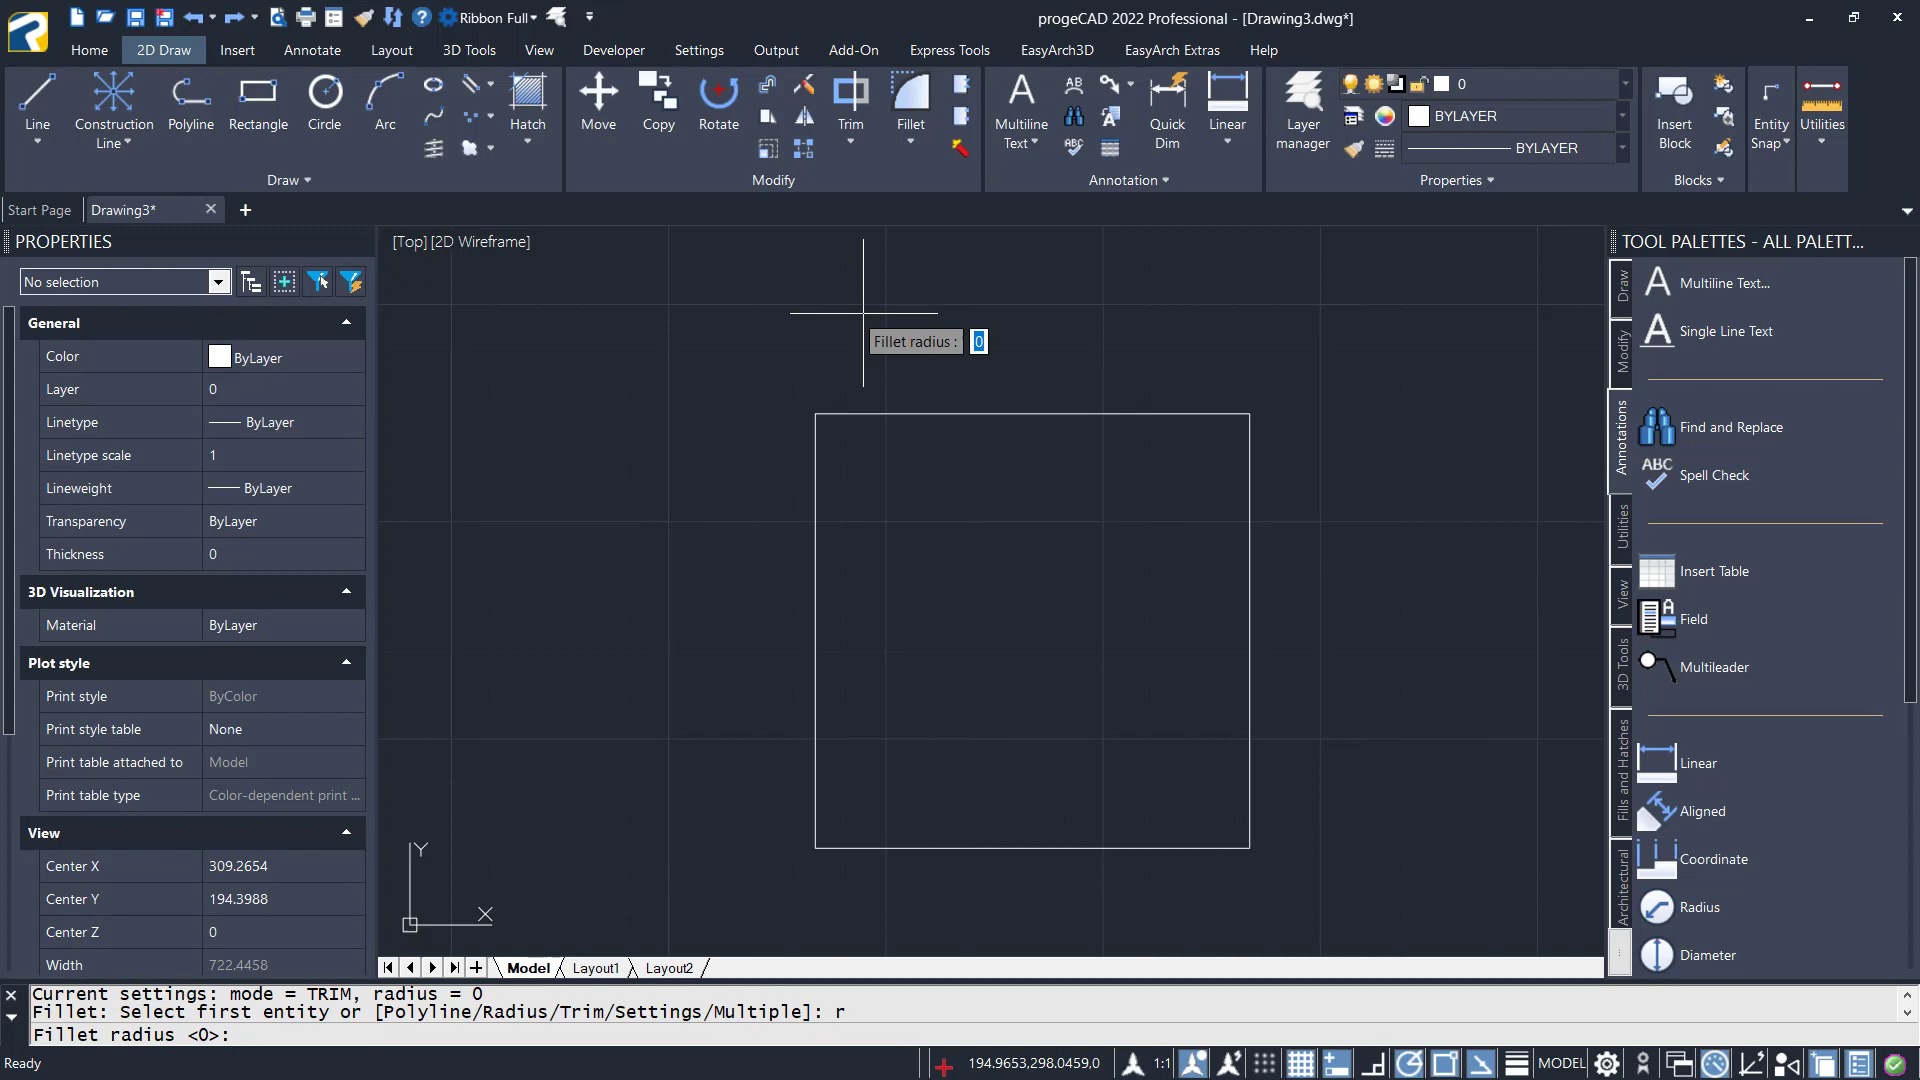 Ribbon Full
progeCAD 2022 Professional - [Drawing3.dwg*]
Home
2D Draw
Insert
Annotate
Layout
3D Tools
View
Developer
Settings
Output
Add-On
Express Tools
EasyArch3D
EasyArch Extras
Help
Line
Construction
Line
Polyline
Rectangle
Circle
Arc
Hatch
Draw
Move
Copy
Rotate
Trim
Fillet
Modify
Multiline
Text
Quick
Dim
Linear
Annotation
Layer
manager
0
BYLAYER
BYLAYER
Properties
Insert
Block
Blocks
Entity
Snap
Utilities
Start Page
Drawing3*
PROPERTIES
No selection
General
Color ByLayer
Layer 0
Linetype ByLayer
Linetype scale 1
Lineweight ByLayer
Transparency ByLayer
Thickness 0
3D Visualization
Material ByLayer
Plot style
Print style ByColor
Print style table None
Print table attached to Model
Print table type Color-dependent print ...
View
Center X 309.2654
Center Y 194.3988
Center Z 0
Width 722.4458
[Top] [2D Wireframe]
Fillet radius : 0
Y
X
Model
Layout1
Layout2
TOOL PALETTES - ALL PALETT...
Draw
Modify
Annotations
Utilities
View
3D Tools
Fills and Hatches
Architectural
Multiline Text...
Single Line Text
Find and Replace
ABC
Spell Check
Insert Table
Field
Multileader
Linear
Aligned
Coordinate
Radius
Diameter
Current settings: mode = TRIM, radius = 0
Fillet: Select first entity or [Polyline/Radius/Trim/Settings/Multiple]: r
Fillet radius <0>:
Ready
194.9653,298.0459,0
1:1
MODEL